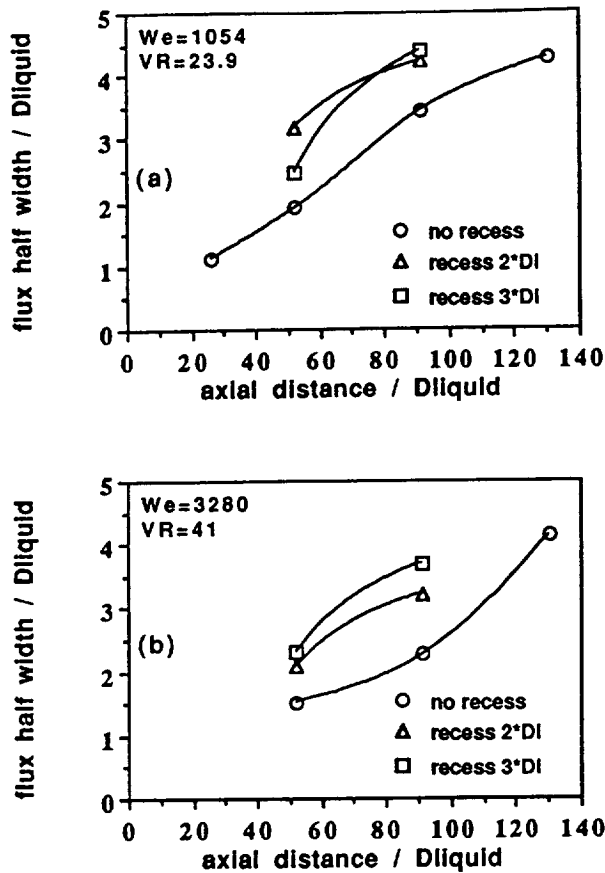 flux half width / Dliquid
5
4
3
2
1
0
We=1054
VR=23.9
(a)
no recess
recess 2*Dl
recess 3*Dl
0 20 40 60 80 100 120 140
axial distance / Dliquid
flux half width / Dliquid
5
4
3
2
1
0
We=3280
VR=41
(b)
no recess
recess 2*Dl
recess 3*Dl
0 20 40 60 80 100 120 140
axial distance / Dliquid